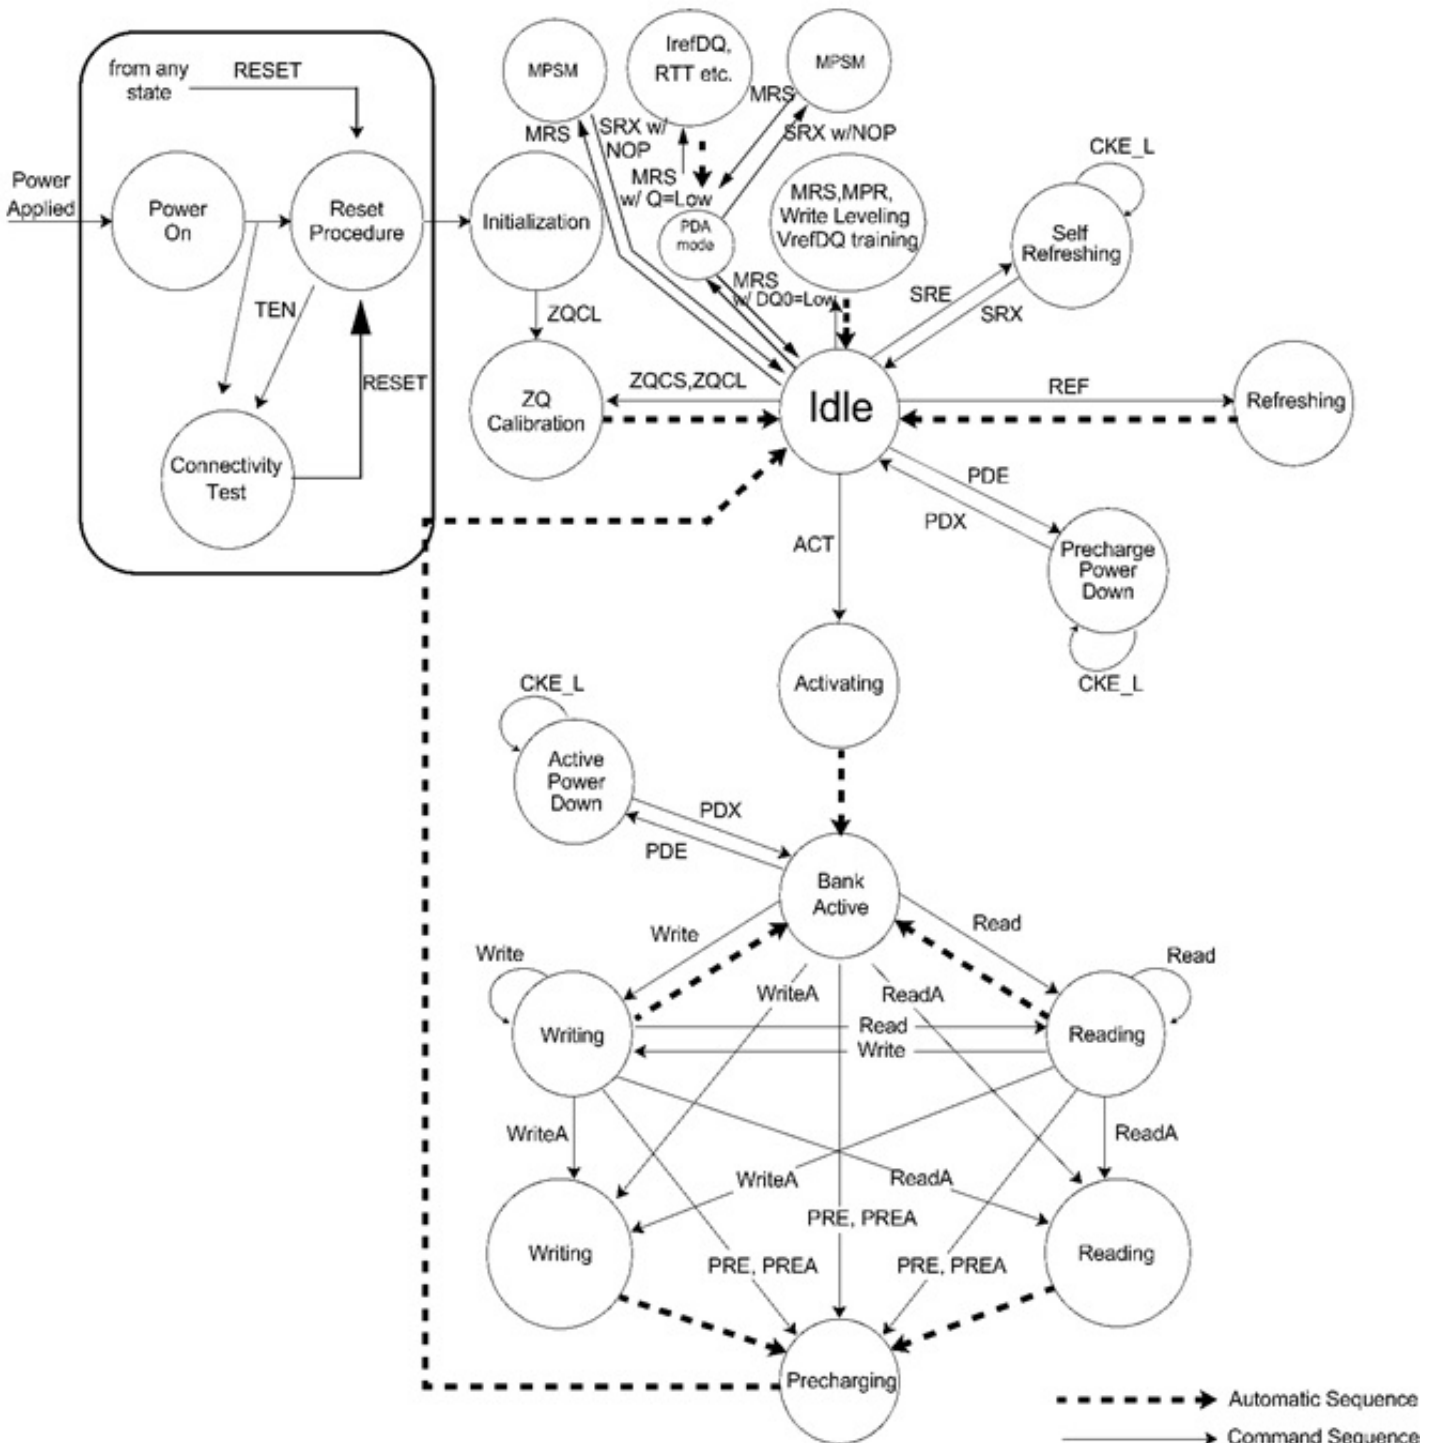 from any
state
RESET
Power
Applied
Power
On
Reset
Procedure
TEN
RESET
Connectivity
Test
Initialization
ZQCL
ZQ
Calibration
ZQCS,ZQCL
MPSM
MRS
SRX w/
NOP
IrefDQ,
RTT etc.
MRS
w/ Q=Low
PDA
mode
MRS
w/ DQ0=Low
MPSM
MRS
SRX w/NOP
MRS,MPR,
Write Leveling
VrefDQ training
CKE_L
Self
Refreshing
SRE
SRX
Idle
REF
Refreshing
PDE
PDX
Precharge
Power
Down
CKE_L
ACT
Activating
CKE_L
Active
Power
Down
PDX
PDE
Bank
Active
Write
Read
Write
Read
WriteA
ReadA
Writing
Read
Write
Reading
WriteA
ReadA
WriteA
ReadA
PRE, PREA
Writing
PRE, PREA
PRE, PREA
Reading
Precharging
Automatic Sequence
Command Sequence